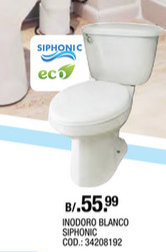 SIPHONIC
eco
B/.55.99
INODORO BLANCO
SIPHONIC
COD.: 34208192